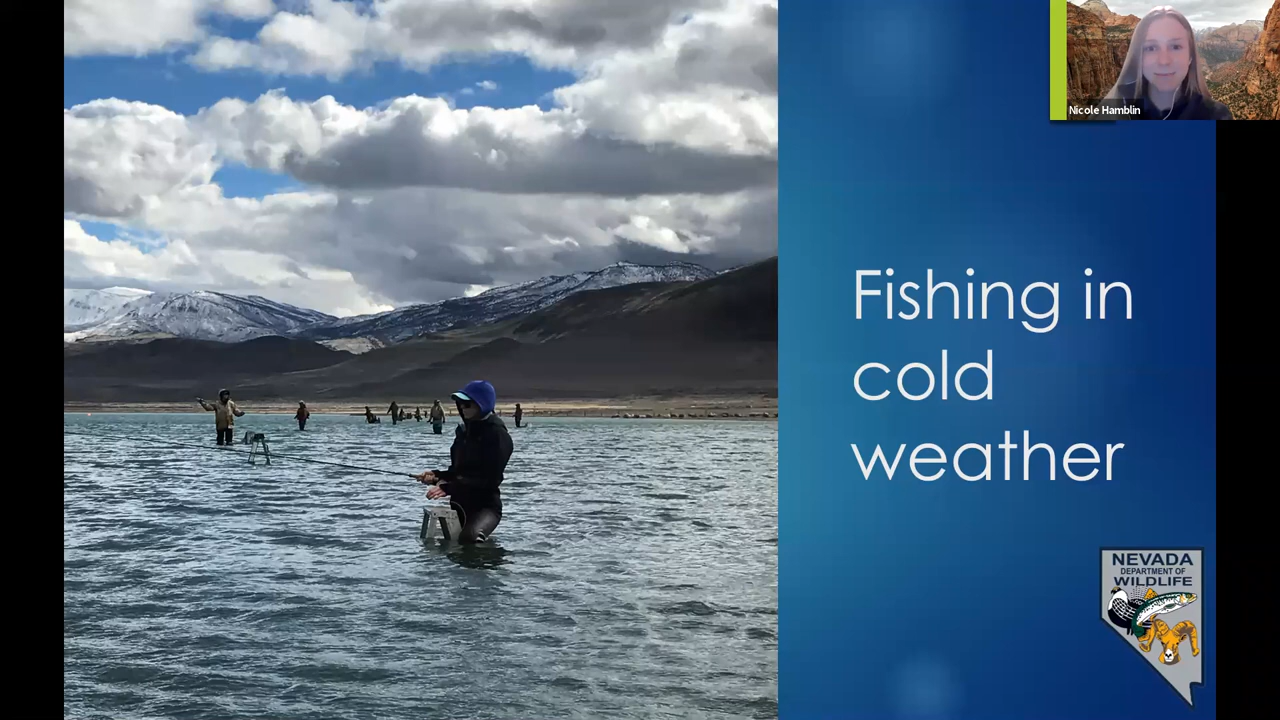 Nicole Hamblin
Fishing in
cold
weather
NEVADA
DEPARTMENT OF
WILDLIFE